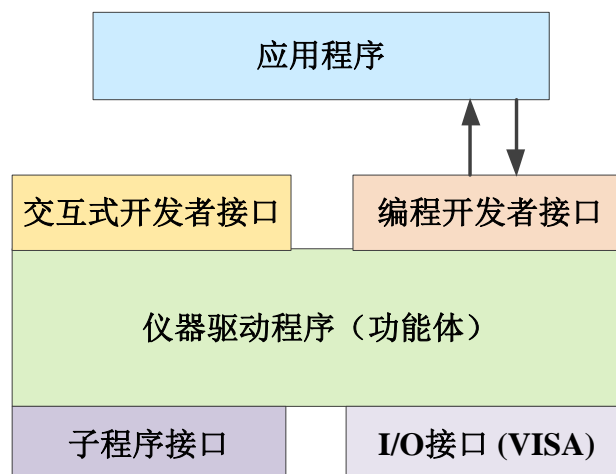 应用程序
交互式开发者接口
编程开发者接口
仪器驱动程序（功能体）
子程序接口
I/O接口 (VISA)